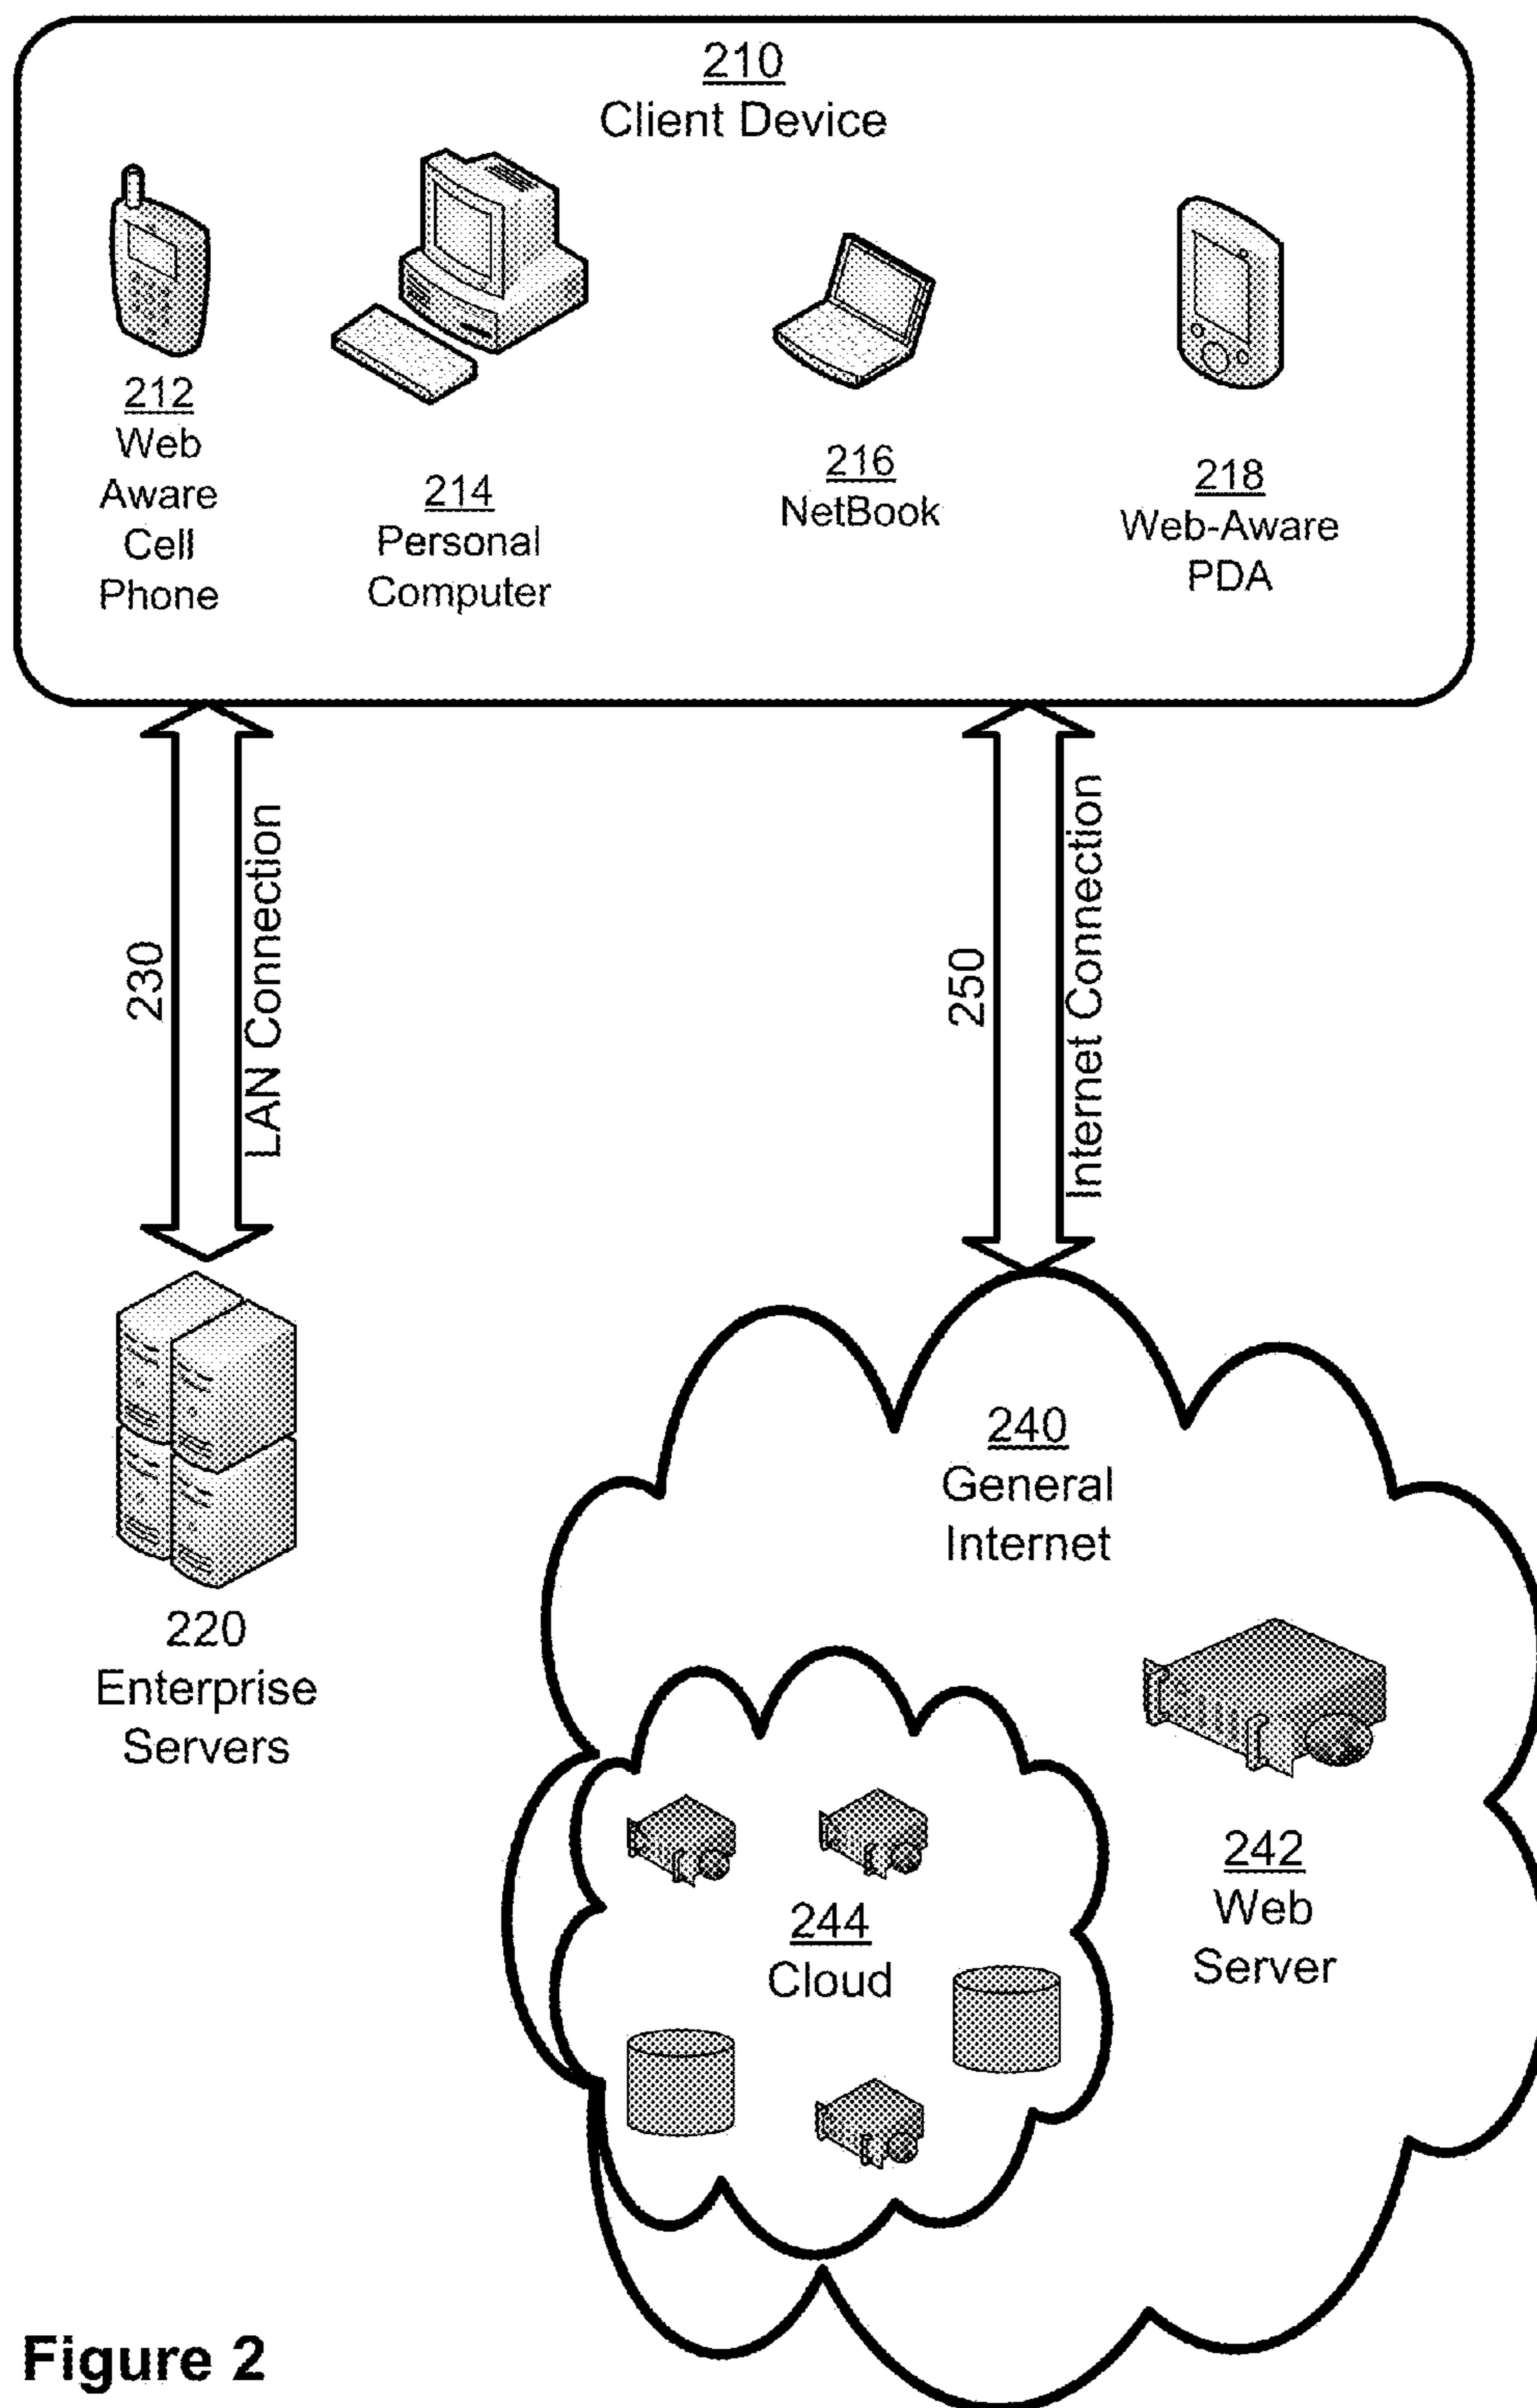 210
Client Device
212
Web
Aware
Cell
Phone
214
Personal
Computer
216
NetBook
218
Web-Aware
PDA
230
LAN Connection
250
Internet Connection
220
Enterprise
Servers
240
General
Internet
242
Web
Server
244
Cloud
Figure 2